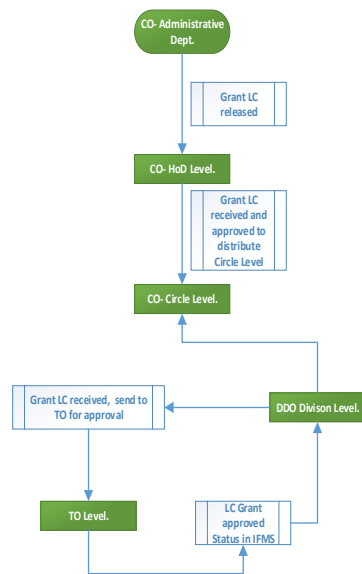 CO- Administrative
Dept.
Grant LC
released
CO- HoD Level.
Grant LC
received and
approved to
distribute
Circle Level
CO- Circle Level.
Grant LC received, send to
TO for approval
DDO Divison Level.
TO Level.
LC Grant
approved
Status in IFMS